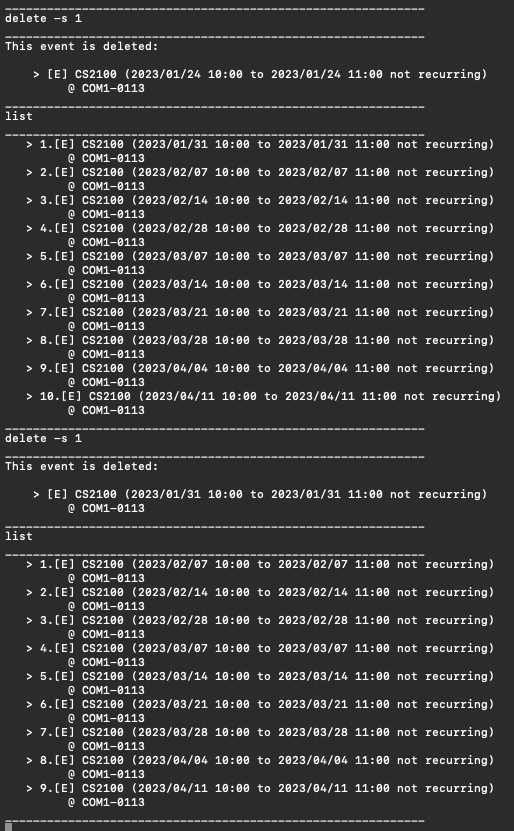 ____________________________________________________________
delete -s 1
____________________________________________________________
This event is deleted:
> [E] CS2100 (2023/01/24 10:00 to 2023/01/24 11:00 not recurring)
@ COM1-0113
____________________________________________________________
list
____________________________________________________________
> 1.[E] CS2100 (2023/01/31 10:00 to 2023/01/31 11:00 not recurring)
@ COM1-0113
> 2.[E] CS2100 (2023/02/07 10:00 to 2023/02/07 11:00 not recurring)
@ COM1-0113
> 3.[E] CS2100 (2023/02/14 10:00 to 2023/02/14 11:00 not recurring)
@ COM1-0113
> 4.[E] CS2100 (2023/02/28 10:00 to 2023/02/28 11:00 not recurring)
@ COM1-0113
> 5.[E] CS2100 (2023/03/07 10:00 to 2023/03/07 11:00 not recurring)
@ COM1-0113
> 6.[E] CS2100 (2023/03/14 10:00 to 2023/03/14 11:00 not recurring)
@ COM1-0113
> 7.[E] CS2100 (2023/03/21 10:00 to 2023/03/21 11:00 not recurring)
@ COM1-0113
> 8.[E] CS2100 (2023/03/28 10:00 to 2023/03/28 11:00 not recurring)
@ COM1-0113
> 9.[E] CS2100 (2023/04/04 10:00 to 2023/04/04 11:00 not recurring)
@ COM1-0113
> 10.[E] CS2100 (2023/04/11 10:00 to 2023/04/11 11:00 not recurring)
@ COM1-0113
____________________________________________________________
delete -s 1
____________________________________________________________
This event is deleted:
> [E] CS2100 (2023/01/31 10:00 to 2023/01/31 11:00 not recurring)
@ COM1-0113
____________________________________________________________
list
____________________________________________________________
> 1.[E] CS2100 (2023/02/07 10:00 to 2023/02/07 11:00 not recurring)
@ COM1-0113
> 2.[E] CS2100 (2023/02/14 10:00 to 2023/02/14 11:00 not recurring)
@ COM1-0113
> 3.[E] CS2100 (2023/02/28 10:00 to 2023/02/28 11:00 not recurring)
@ COM1-0113
> 4.[E] CS2100 (2023/03/07 10:00 to 2023/03/07 11:00 not recurring)
@ COM1-0113
> 5.[E] CS2100 (2023/03/14 10:00 to 2023/03/14 11:00 not recurring)
@ COM1-0113
> 6.[E] CS2100 (2023/03/21 10:00 to 2023/03/21 11:00 not recurring)
@ COM1-0113
> 7.[E] CS2100 (2023/03/28 10:00 to 2023/03/28 11:00 not recurring)
@ COM1-0113
> 8.[E] CS2100 (2023/04/04 10:00 to 2023/04/04 11:00 not recurring)
@ COM1-0113
> 9.[E] CS2100 (2023/04/11 10:00 to 2023/04/11 11:00 not recurring)
@ COM1-0113
____________________________________________________________